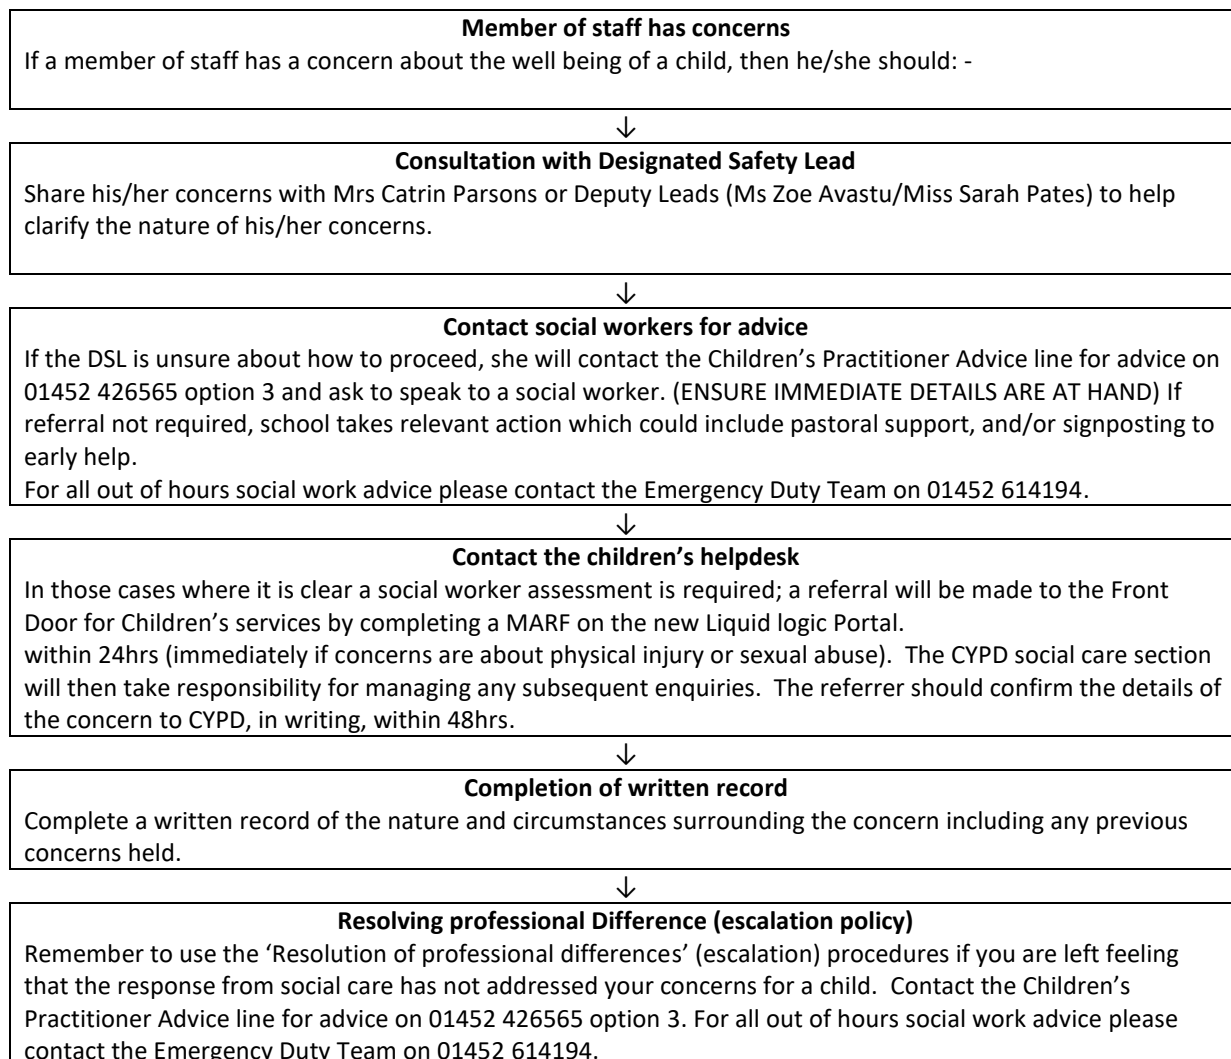 Member of staff has concerns
If a member of staff has a concern about the well being of a child, then he/she should: -
↓
Consultation with Designated Safety Lead
Share his/her concerns with Mrs Catrin Parsons or Deputy Leads (Ms Zoe Avastu/Miss Sarah Pates) to help
clarify the nature of his/her concerns.
↓
Contact social workers for advice
If the DSL is unsure about how to proceed, she will contact the Children’s Practitioner Advice line for advice on
01452 426565 option 3 and ask to speak to a social worker. (ENSURE IMMEDIATE DETAILS ARE AT HAND) If
referral not required, school takes relevant action which could include pastoral support, and/or signposting to
early help.
For all out of hours social work advice please contact the Emergency Duty Team on 01452 614194.
↓
Contact the children’s helpdesk
In those cases where it is clear a social worker assessment is required; a referral will be made to the Front
Door for Children’s services by completing a MARF on the new Liquid logic Portal.
within 24hrs (immediately if concerns are about physical injury or sexual abuse).  The CYPD social care section
will then take responsibility for managing any subsequent enquiries.  The referrer should confirm the details of
the concern to CYPD, in writing, within 48hrs.
↓
Completion of written record
Complete a written record of the nature and circumstances surrounding the concern including any previous
concerns held.
↓
Resolving professional Difference (escalation policy)
Remember to use the ‘Resolution of professional differences’ (escalation) procedures if you are left feeling
that the response from social care has not addressed your concerns for a child.  Contact the Children’s
Practitioner Advice line for advice on 01452 426565 option 3. For all out of hours social work advice please
contact the Emergency Duty Team on 01452 614194.